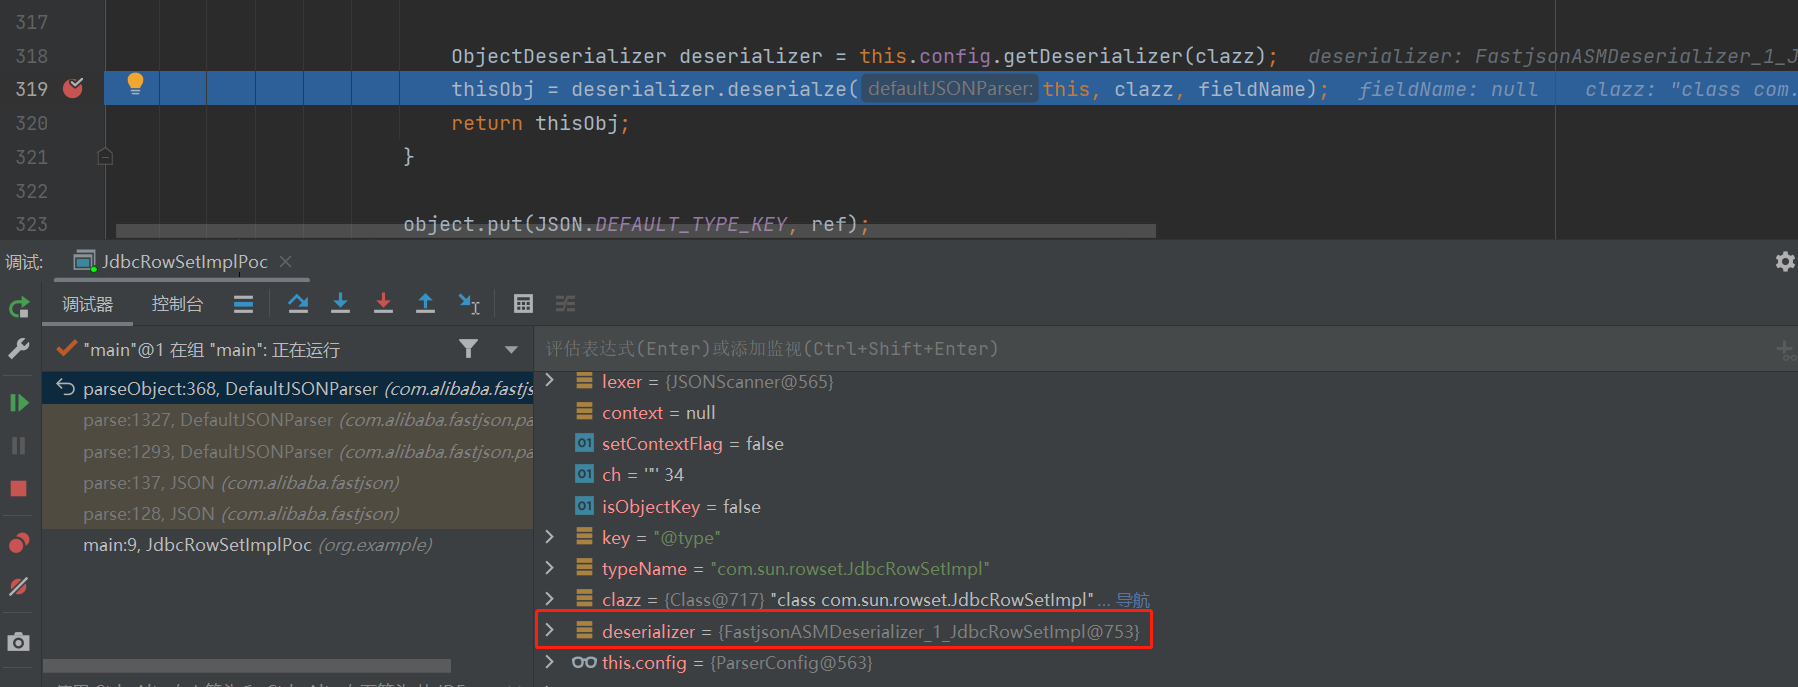 317
318 ObjectDeserializer deserializer = this.config.getDeserializer(clazz); deserializer: FastjsonASMDeserializer_1_J
319 thisObj = deserializer.deserialze( defaultJSONParser: this, clazz, fieldName); fieldName: null clazz: "class com.
320 return thisObj;
321 }
322
323 object.put(JSON.DEFAULT_TYPE_KEY, ref);
调试: JdbcRowSetImplPoc
调试器 控制台
"main"@1 在组 "main": 正在运行
评估表达式(Enter)或添加监视(Ctrl+Shift+Enter)
parseObject:368, DefaultJSONParser (com.alibaba.fastjs
parse:1327, DefaultJSONParser (com.alibaba.fastjson.pa
parse:1293, DefaultJSONParser (com.alibaba.fastjson.pa
parse:137, JSON (com.alibaba.fastjson)
parse:128, JSON (com.alibaba.fastjson)
main:9, JdbcRowSetImplPoc (org.example)
lexer = {JSONScanner@565}
context = null
01 setContextFlag = false
01 ch = '"' 34
01 isObjectKey = false
key = "@type"
typeName = "com.sun.rowset.JdbcRowSetImpl"
clazz = {Class@717} "class com.sun.rowset.JdbcRowSetImpl" ... 导航
deserializer = {FastjsonASMDeserializer_1_JdbcRowSetImpl@753}
this.config = {ParserConfig@563}